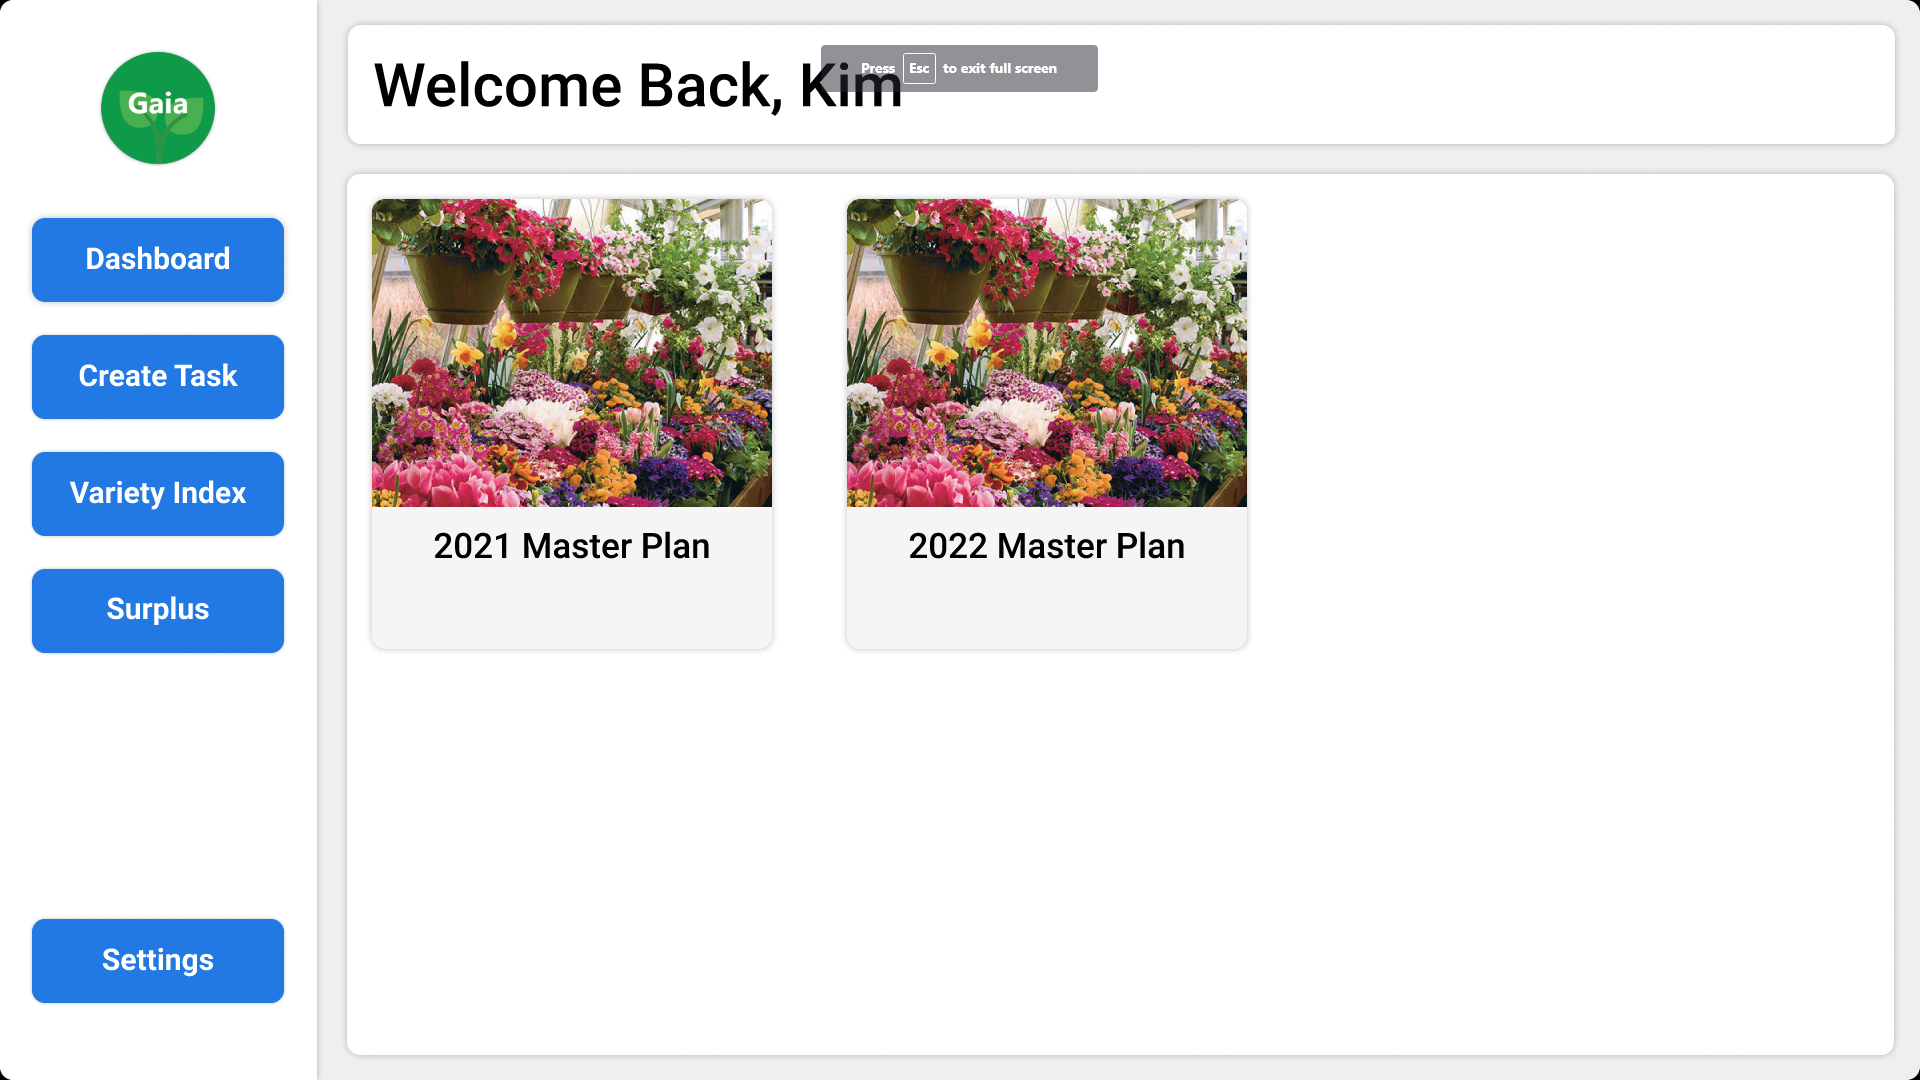 Gaia
Dashboard
Create Task
Variety Index
Surplus
Settings
Welcome Back, Kim
Press Esc to exit full screen
2021 Master Plan
2022 Master Plan